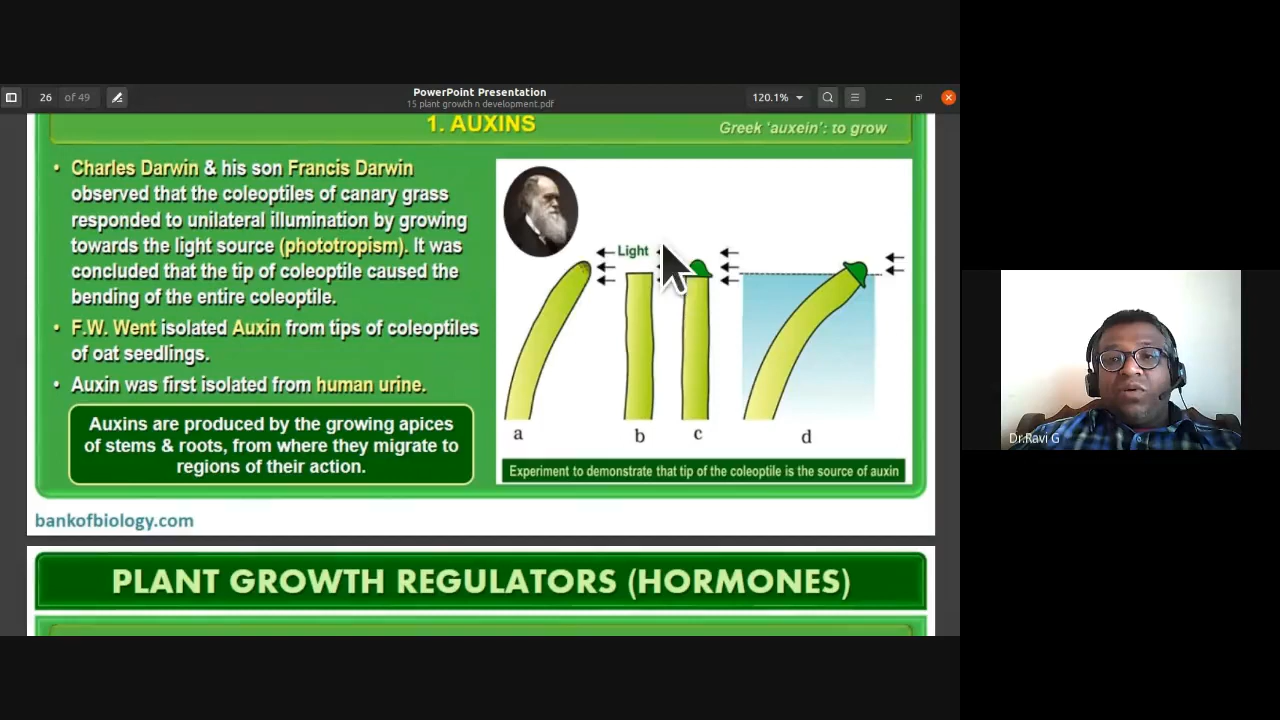 26 of 49
PowerPoint Presentation
15 plant growth n development.pdf
120.1%
1. AUXINS
Greek ‘auxein’: to grow
• Charles Darwin & his son Francis Darwin
observed that the coleoptiles of canary grass
responded to unilateral illumination by growing
towards the light source (phototropism). It was
concluded that the tip of coleoptile caused the
bending of the entire coleoptile.
• F.W. Went isolated Auxin from tips of coleoptiles
of oat seedlings.
• Auxin was first isolated from human urine.
Auxins are produced by the growing apices
of stems & roots, from where they migrate to
regions of their action.
Light
a
b
c
d
Experiment to demonstrate that tip of the coleoptile is the source of auxin
bankofbiology.com
PLANT GROWTH REGULATORS (HORMONES)
Dr.Ravi G